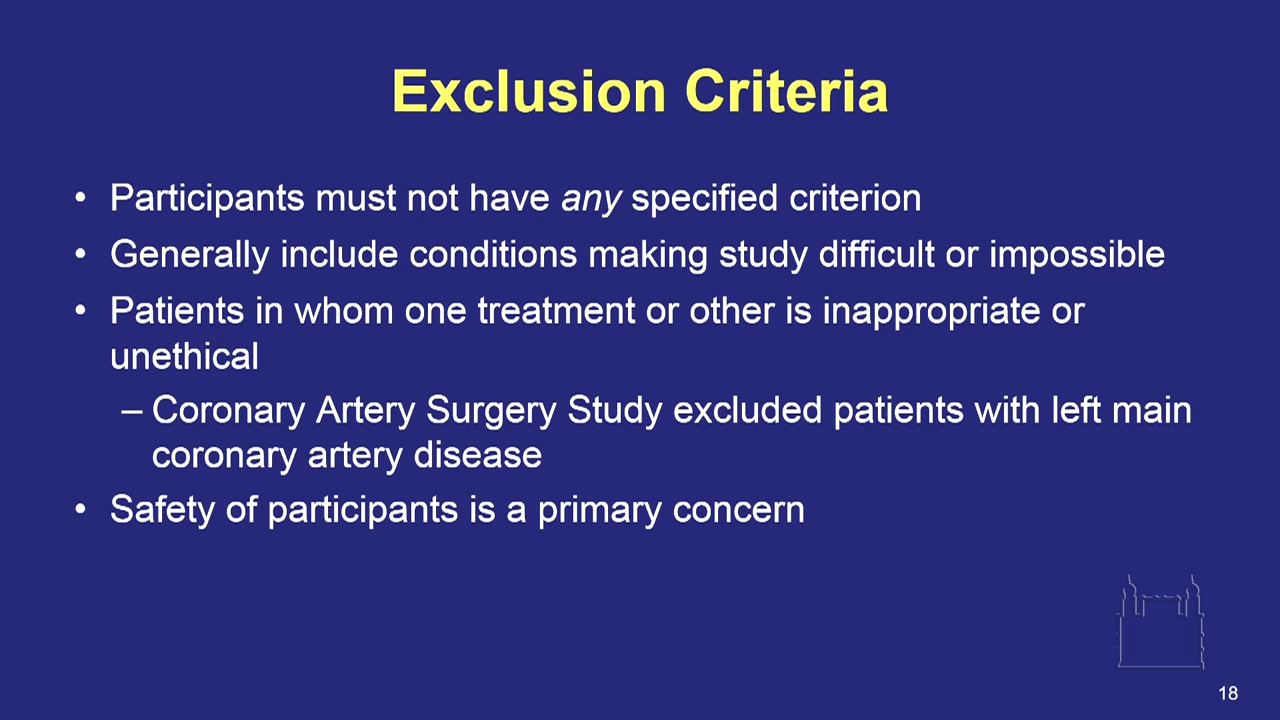 Exclusion Criteria
• Participants must not have any specified criterion
• Generally include conditions making study difficult or impossible
• Patients in whom one treatment or other is inappropriate or
unethical
– Coronary Artery Surgery Study excluded patients with left main
coronary artery disease
• Safety of participants is a primary concern
18